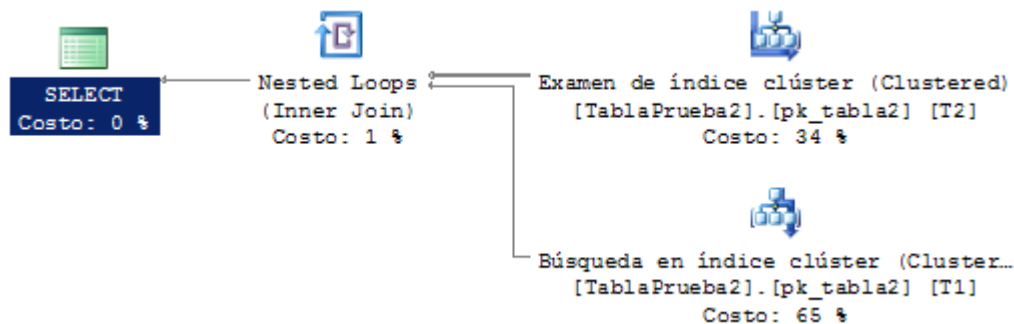 SELECT
Costo: 0 %
Nested Loops
(Inner Join)
Costo: 1 %
Examen de índice clúster (Clustered)
[TablaPrueba2].[pk_tabla2] [T2]
Costo: 34 %
Búsqueda en índice clúster (Cluster…
[TablaPrueba2].[pk_tabla2] [T1]
Costo: 65 %